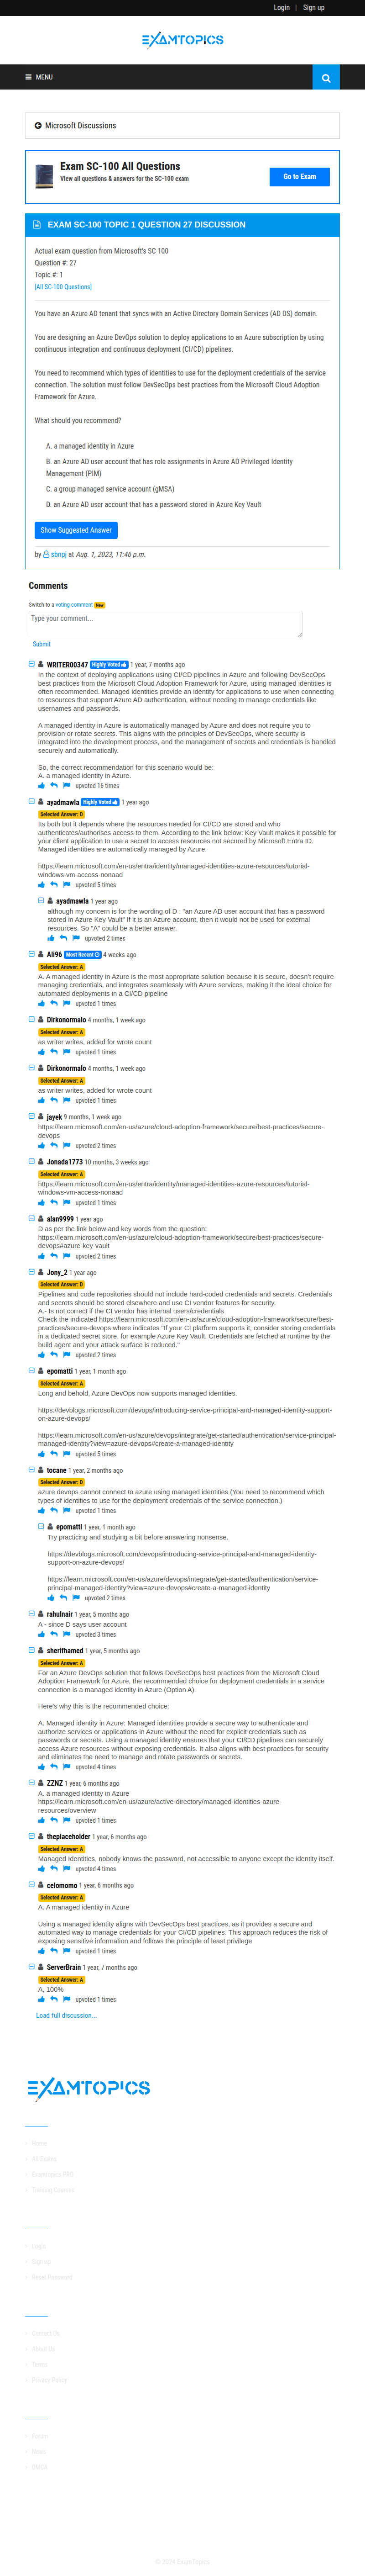 Login | Sign up
EXAMTOPICS
MENU
Microsoft Discussions
Exam SC-100 All Questions
View all questions & answers for the SC-100 exam
Go to Exam
EXAM SC-100 TOPIC 1 QUESTION 27 DISCUSSION
Actual exam question from Microsoft's SC-100
Question #: 27
Topic #: 1
[All SC-100 Questions]
You have an Azure AD tenant that syncs with an Active Directory Domain Services (AD DS) domain.
You are designing an Azure DevOps solution to deploy applications to an Azure subscription by using
continuous integration and continuous deployment (CI/CD) pipelines.
You need to recommend which types of identities to use for the deployment credentials of the service
connection. The solution must follow DevSecOps best practices from the Microsoft Cloud Adoption
Framework for Azure.
What should you recommend?
A. a managed identity in Azure
B. an Azure AD user account that has role assignments in Azure AD Privileged Identity
Management (PIM)
C. a group managed service account (gMSA)
D. an Azure AD user account that has a password stored in Azure Key Vault
Show Suggested Answer
by sbnpj at Aug. 1, 2023, 11:46 p.m.
Comments
Switch to a voting comment New
Type your comment...
Submit
WRITER00347 Highly Voted 1 year, 7 months ago
In the context of deploying applications using CI/CD pipelines in Azure and following DevSecOps
best practices from the Microsoft Cloud Adoption Framework for Azure, using managed identities is
often recommended. Managed identities provide an identity for applications to use when connecting
to resources that support Azure AD authentication, without needing to manage credentials like
usernames and passwords.
A managed identity in Azure is automatically managed by Azure and does not require you to
provision or rotate secrets. This aligns with the principles of DevSecOps, where security is
integrated into the development process, and the management of secrets and credentials is handled
securely and automatically.
So, the correct recommendation for this scenario would be:
A. a managed identity in Azure.
upvoted 16 times
ayadmawla Highly Voted 1 year ago
Selected Answer: D
Its both but it depends where the resources needed for CI/CD are stored and who
authenticates/authorises access to them. According to the link below: Key Vault makes it possible for
your client application to use a secret to access resources not secured by Microsoft Entra ID.
Managed identities are automatically managed by Azure.
https://learn.microsoft.com/en-us/entra/identity/managed-identities-azure-resources/tutorial-
windows-vm-access-nonaad
upvoted 5 times
ayadmawla 1 year ago
although my concern is for the wording of D : "an Azure AD user account that has a password
stored in Azure Key Vault" If it is an Azure account, then it would not be used for external
resources. So "A" could be a better answer.
upvoted 2 times
Ali96 Most Recent 4 weeks ago
Selected Answer: A
A. A managed identity in Azure is the most appropriate solution because it is secure, doesn't require
managing credentials, and integrates seamlessly with Azure services, making it the ideal choice for
automated deployments in a CI/CD pipeline
upvoted 1 times
Dirkonormalo 4 months, 1 week ago
Selected Answer: A
as writer writes, added for wrote count
upvoted 1 times
Dirkonormalo 4 months, 1 week ago
Selected Answer: A
as writer writes, added for wrote count
upvoted 1 times
jayek 9 months, 1 week ago
https://learn.microsoft.com/en-us/azure/cloud-adoption-framework/secure/best-practices/secure-
devops
upvoted 2 times
Jonada1773 10 months, 3 weeks ago
Selected Answer: A
https://learn.microsoft.com/en-us/entra/identity/managed-identities-azure-resources/tutorial-
windows-vm-access-nonaad
upvoted 1 times
alan9999 1 year ago
D as per the link below and key words from the question:
https://learn.microsoft.com/en-us/azure/cloud-adoption-framework/secure/best-practices/secure-
devops#azure-key-vault
upvoted 2 times
Jony_2 1 year ago
Selected Answer: D
Pipelines and code repositories should not include hard-coded credentials and secrets. Credentials
and secrets should be stored elsewhere and use CI vendor features for security.
A.- Is not correct if the CI vendor has internal users/credentials
Check the indicated https://learn.microsoft.com/en-us/azure/cloud-adoption-framework/secure/best-
practices/secure-devops where indicates "If your CI platform supports it, consider storing credentials
in a dedicated secret store, for example Azure Key Vault. Credentials are fetched at runtime by the
build agent and your attack surface is reduced."
upvoted 2 times
epomatti 1 year, 1 month ago
Selected Answer: A
Long and behold, Azure DevOps now supports managed identities.
https://devblogs.microsoft.com/devops/introducing-service-principal-and-managed-identity-support-
on-azure-devops/
https://learn.microsoft.com/en-us/azure/devops/integrate/get-started/authentication/service-principal-
managed-identity?view=azure-devops#create-a-managed-identity
upvoted 5 times
tocane 1 year, 2 months ago
Selected Answer: D
azure devops cannot connect to azure using managed identities (You need to recommend which
types of identities to use for the deployment credentials of the service connection.)
upvoted 1 times
epomatti 1 year, 1 month ago
Try practicing and studying a bit before answering nonsense.
https://devblogs.microsoft.com/devops/introducing-service-principal-and-managed-identity-
support-on-azure-devops/
https://learn.microsoft.com/en-us/azure/devops/integrate/get-started/authentication/service-
principal-managed-identity?view=azure-devops#create-a-managed-identity
upvoted 2 times
rahulnair 1 year, 5 months ago
A - since D says user account
upvoted 3 times
sherifhamed 1 year, 5 months ago
Selected Answer: A
For an Azure DevOps solution that follows DevSecOps best practices from the Microsoft Cloud
Adoption Framework for Azure, the recommended choice for deployment credentials in a service
connection is a managed identity in Azure (Option A).
Here's why this is the recommended choice:
A. Managed identity in Azure: Managed identities provide a secure way to authenticate and
authorize services or applications in Azure without the need for explicit credentials such as
passwords or secrets. Using a managed identity ensures that your CI/CD pipelines can securely
access Azure resources without exposing credentials. It also aligns with best practices for security
and eliminates the need to manage and rotate passwords or secrets.
upvoted 4 times
ZZNZ 1 year, 6 months ago
A. a managed identity in Azure
https://learn.microsoft.com/en-us/azure/active-directory/managed-identities-azure-
resources/overview
upvoted 1 times
theplaceholder 1 year, 6 months ago
Selected Answer: A
Managed Identities, nobody knows the password, not accessible to anyone except the identity itself.
upvoted 4 times
celomomo 1 year, 6 months ago
Selected Answer: A
A. A managed identity in Azure
Using a managed identity aligns with DevSecOps best practices, as it provides a secure and
automated way to manage credentials for your CI/CD pipelines. This approach reduces the risk of
exposing sensitive information and follows the principle of least privilege
upvoted 1 times
ServerBrain 1 year, 7 months ago
Selected Answer: A
A, 100%
upvoted 1 times
Load full discussion...
EXAMTOPICS
Home
All Exams
Examtopics PRO
Training Courses
Login
Sign up
Reset Password
Contact Us
About Us
Terms
Privacy Policy
Forum
News
DMCA
© 2024 ExamTopics